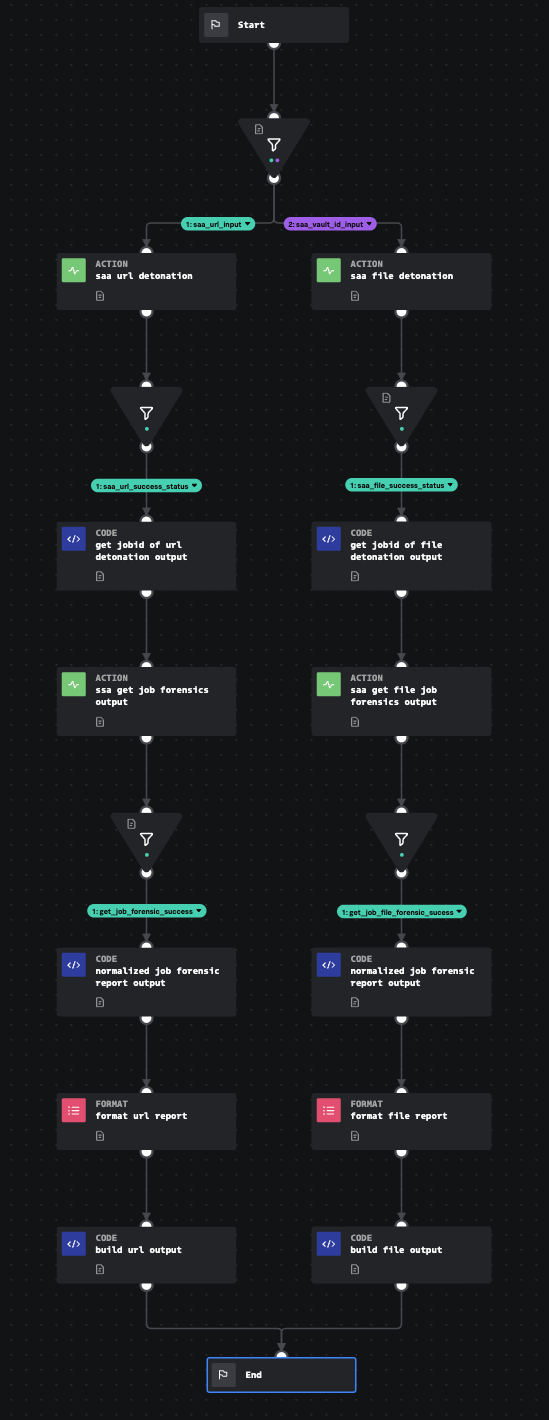 Start
1: saa_url_input
2: saa_vault_id_input
ACTION
saa url detonation
ACTION
saa file detonation
1: saa_url_success_status
1: saa_file_success_status
CODE
get jobid of url
detonation output
CODE
get jobid of file
detonation output
ACTION
ssa get job forensics
output
ACTION
saa get file job
forensics output
1: get_job_forensic_success
1: get_job_file_forensic_sucess
CODE
normalized job forensic
report output
CODE
normalized job forensic
report output
FORMAT
format url report
FORMAT
format file report
CODE
build url output
CODE
build file output
End